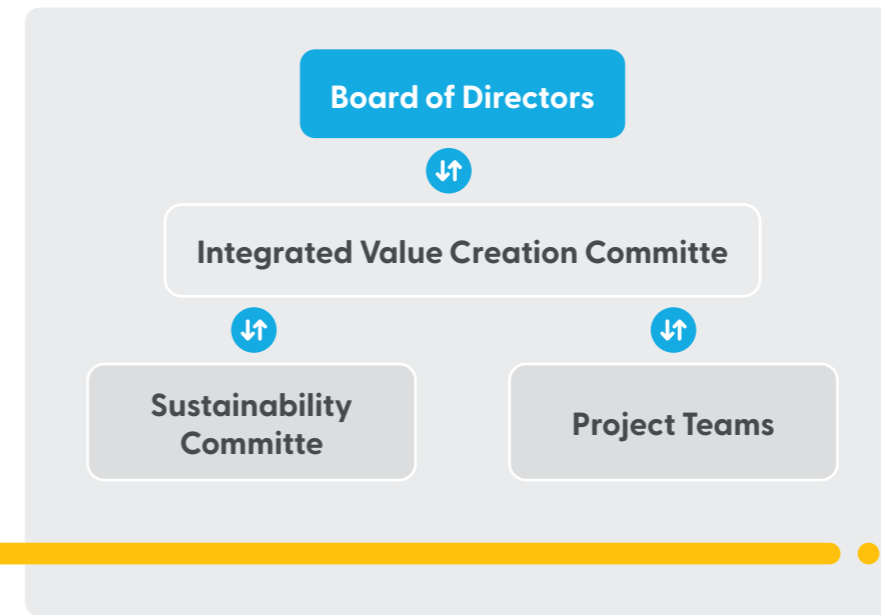 Board of Directors
Integrated Value Creation Committe
Sustainability
Committe
Project Teams